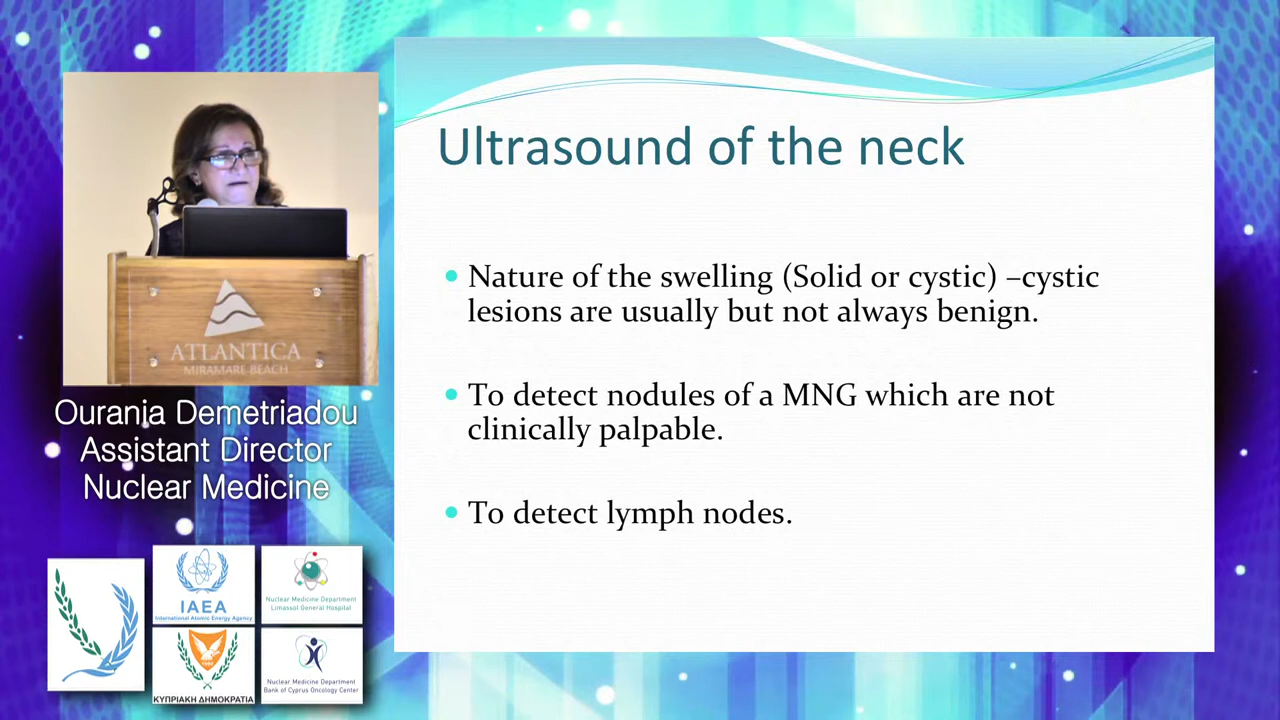 Ultrasound of the neck
Nature of the swelling (Solid or cystic) –cystic
lesions are usually but not always benign.
To detect nodules of a MNG which are not
clinically palpable.
To detect lymph nodes.
ATLANTICA
MIRAMARE BEACH
Ourania Demetriadou
Assistant Director
Nuclear Medicine
IAEA
International Atomic Energy Agency
Nuclear Medicine Department
Limassol General Hospital
ΚΥΠΡΙΑΚΗ ΔΗΜΟΚΡΑΤΙΑ
Nuclear Medicine Department
Bank of Cyprus Oncology Center